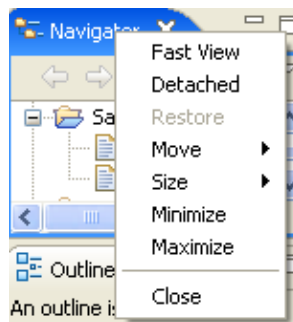 Navigator
Fast View
Detached
Restore
Move
Size
Minimize
Maximize
Close
Sa
Outline
An outline is